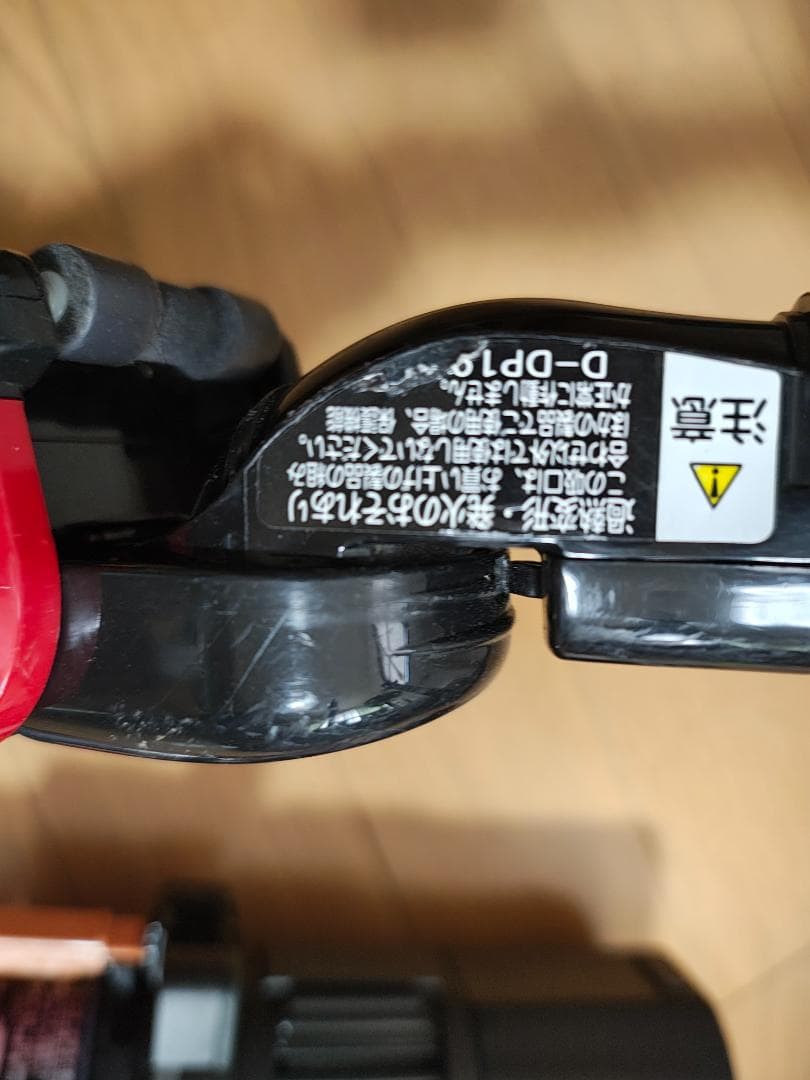 注意
過熱変形・発火のおそれあり
この吸口は、お買い上げの製品の組み
合わせ以外では使用しないでください。
ほかの製品でご使用の場合、保護機能
が正常に作動しません。
D-DP1